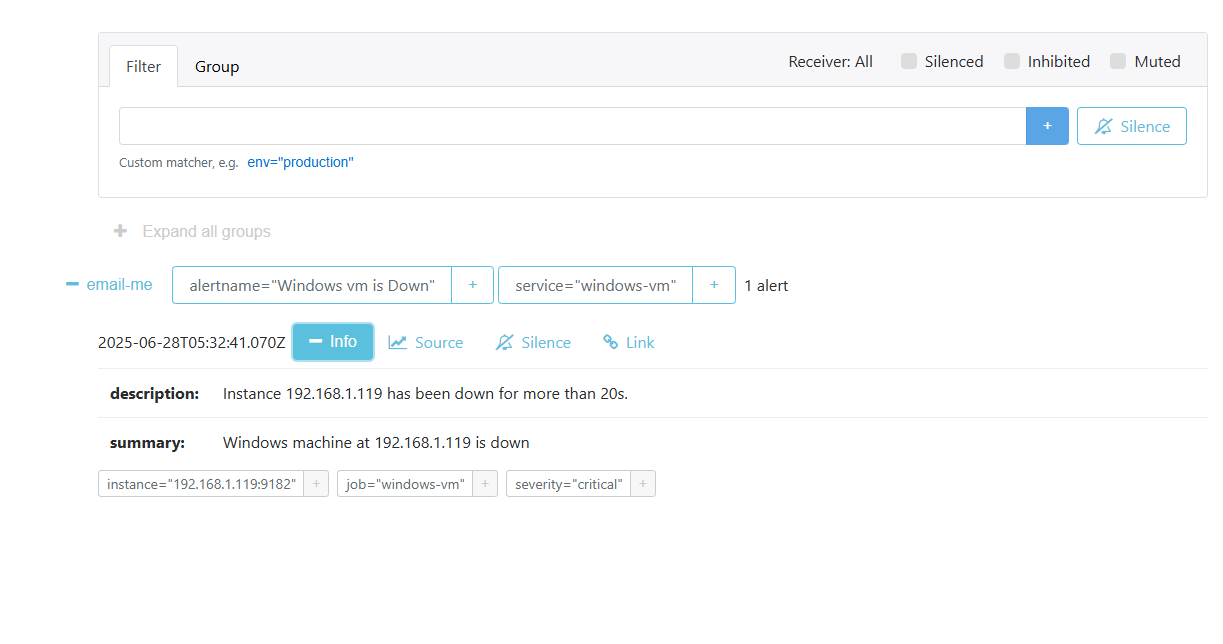 Filter Group Receiver: All Silenced Inhibited Muted
+ Silence
Custom matcher, e.g. env="production"
+ Expand all groups
− email-me alertname="Windows vm is Down" + service="windows-vm" + 1 alert
2025-06-28T05:32:41.070Z − Info Source Silence Link
description: Instance 192.168.1.119 has been down for more than 20s.
summary: Windows machine at 192.168.1.119 is down
instance="192.168.1.119:9182" + job="windows-vm" + severity="critical" +